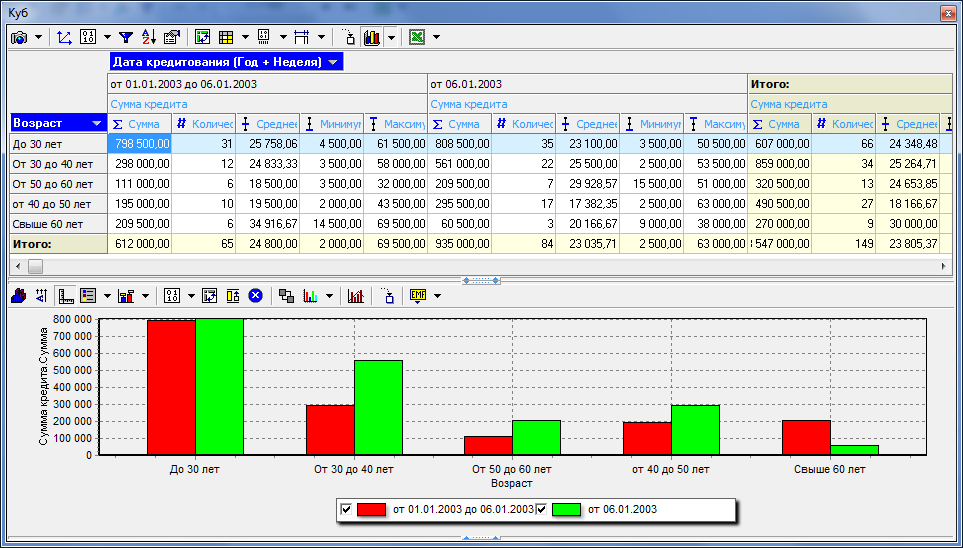 Куб
Дата кредитования (Год + Неделя)
от 01.01.2003 до 06.01.2003 от 06.01.2003 Итого:
Сумма кредита Сумма кредита Сумма кредита
Возраст Σ Сумма # Количес Среднее Минимум Максиму Σ Сумма # Количес Среднее Минимум Максиму Σ Сумма # Количес Среднее
До 30 лет 798 500,00 31 25 758,06 4 500,00 61 500,00 808 500,00 35 23 100,00 3 500,00 50 500,00 607 000,00 66 24 348,48
От 30 до 40 лет 298 000,00 12 24 833,33 3 500,00 58 000,00 561 000,00 22 25 500,00 2 500,00 53 500,00 859 000,00 34 25 264,71
От 50 до 60 лет 111 000,00 6 18 500,00 3 500,00 32 000,00 209 500,00 7 29 928,57 15 500,00 51 000,00 320 500,00 13 24 653,85
от 40 до 50 лет 195 000,00 10 19 500,00 2 000,00 43 500,00 295 500,00 17 17 382,35 2 500,00 63 000,00 490 500,00 27 18 166,67
Свыше 60 лет 209 500,00 6 34 916,67 14 500,00 69 500,00 60 500,00 3 20 166,67 9 000,00 38 000,00 270 000,00 9 30 000,00
Итого: 612 000,00 65 24 800,00 2 000,00 69 500,00 935 000,00 84 23 035,71 2 500,00 63 000,00 547 000,00 149 23 805,37
EMF
Сумма кредита.Сумма
800 000
700 000
600 000
500 000
400 000
300 000
200 000
100 000
0
До 30 лет От 30 до 40 лет От 50 до 60 лет от 40 до 50 лет Свыше 60 лет
Возраст
от 01.01.2003 до 06.01.2003 от 06.01.2003